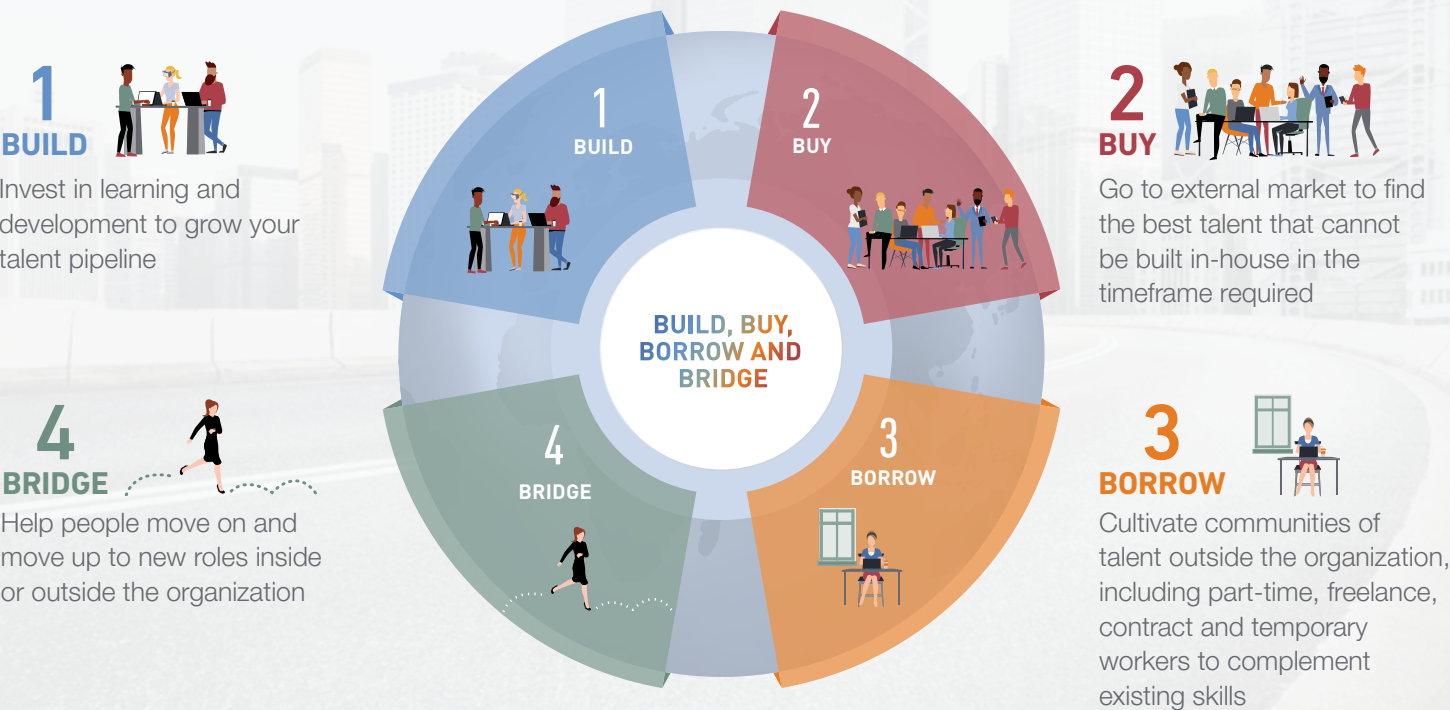 1
BUILD
Invest in learning and
development to grow your
talent pipeline
4
BRIDGE
Help people move on and
move up to new roles inside
or outside the organization
1
BUILD
2
BUY
BUILD, BUY,
BORROW AND
BRIDGE
4
BRIDGE
3
BORROW
2
BUY
Go to external market to find
the best talent that cannot
be built in-house in the
timeframe required
3
BORROW
Cultivate communities of
talent outside the organization,
including part-time, freelance,
contract and temporary
workers to complement
existing skills